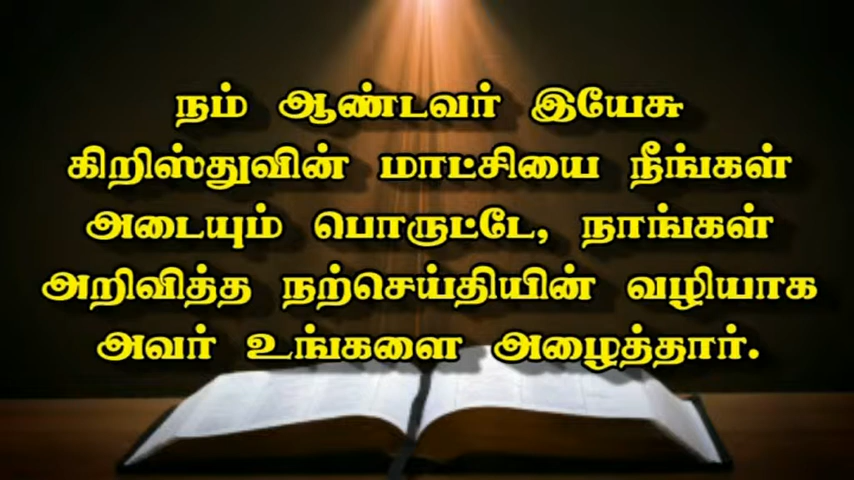 நம் ஆண்டவர் இயேசு
கிறிஸ்துவின் மாட்சியை நீங்கள்
அடையும் பொருட்டே, நாங்கள்
அறிவித்த நற்செய்தியின் வழியாக
அவர் உங்களை அழைத்தார்.